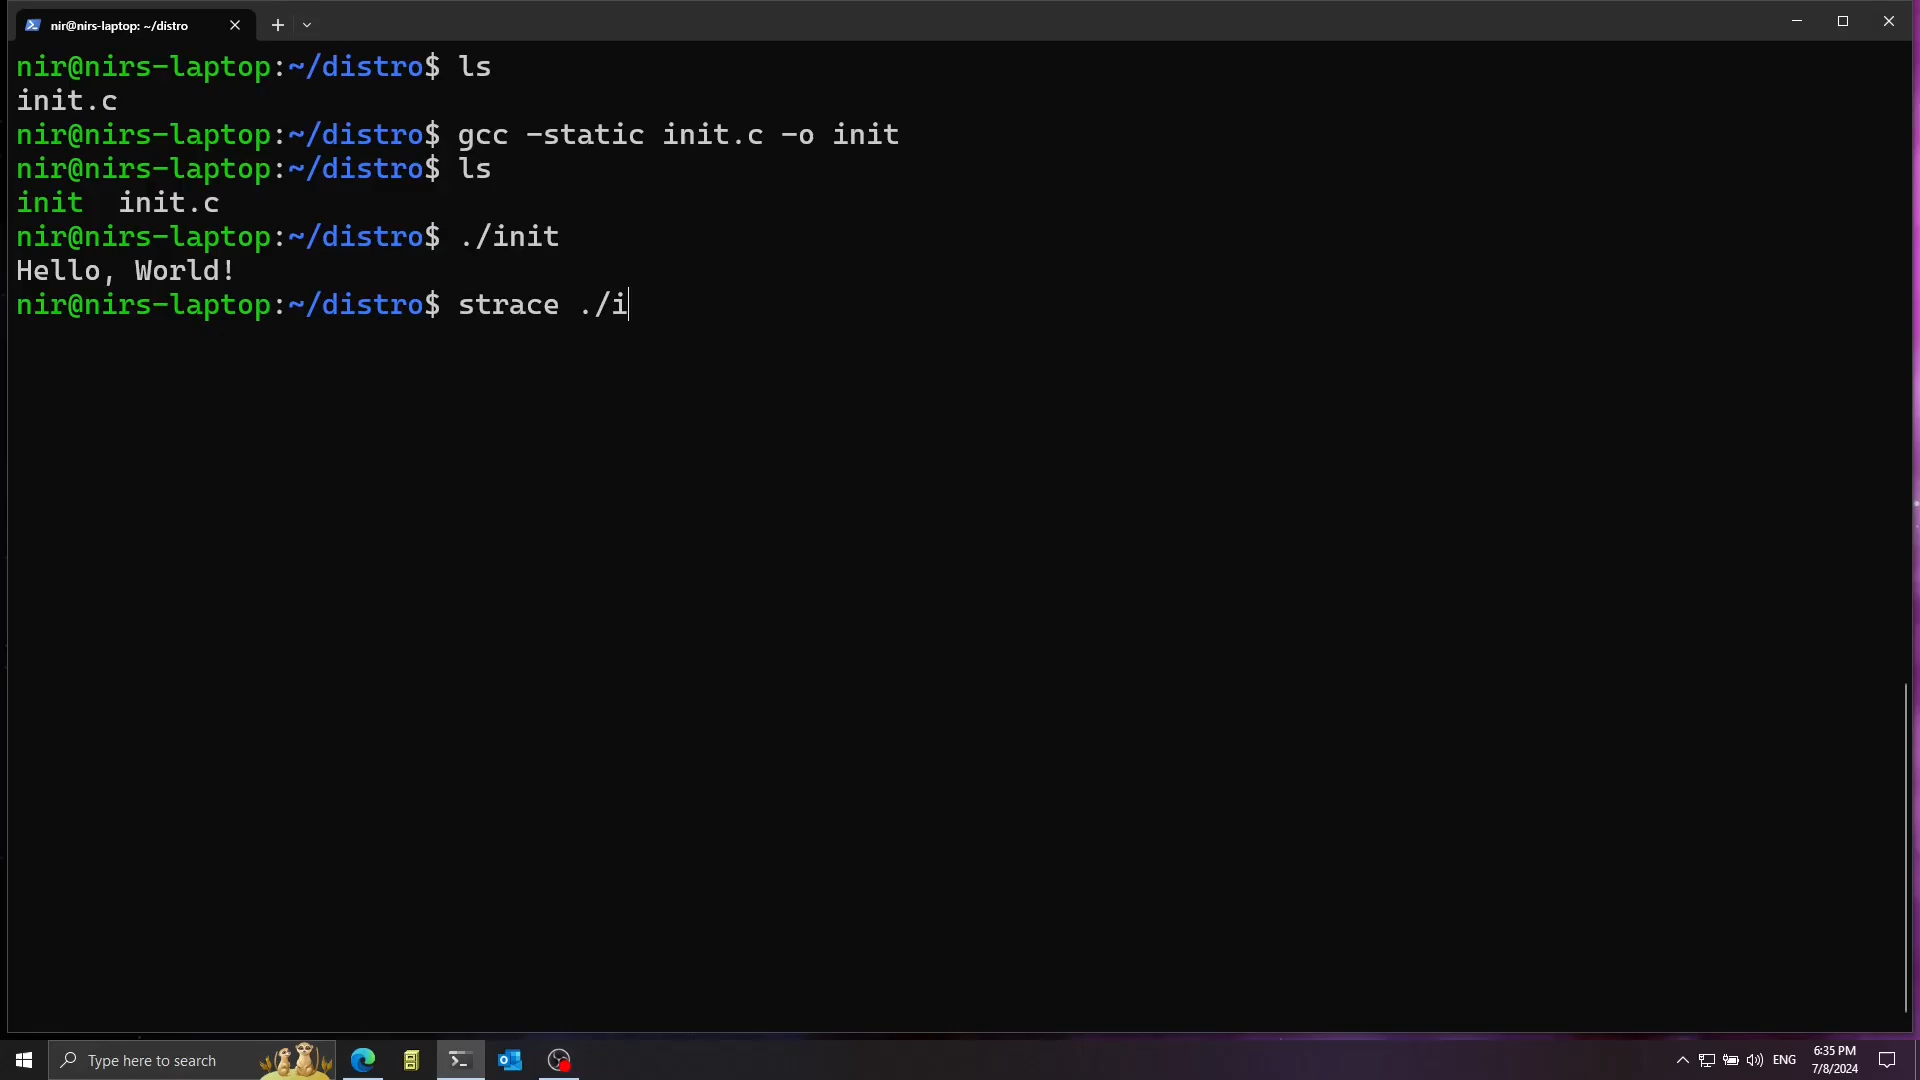 nir@nirs-laptop: ~/distro
nir@nirs-laptop:~/distro$ ls
init.c
nir@nirs-laptop:~/distro$ gcc -static init.c -o init
nir@nirs-laptop:~/distro$ ls
init  init.c
nir@nirs-laptop:~/distro$ ./init
Hello, World!
nir@nirs-laptop:~/distro$ strace ./i
Type here to search
ENG
6:35 PM
7/8/2024